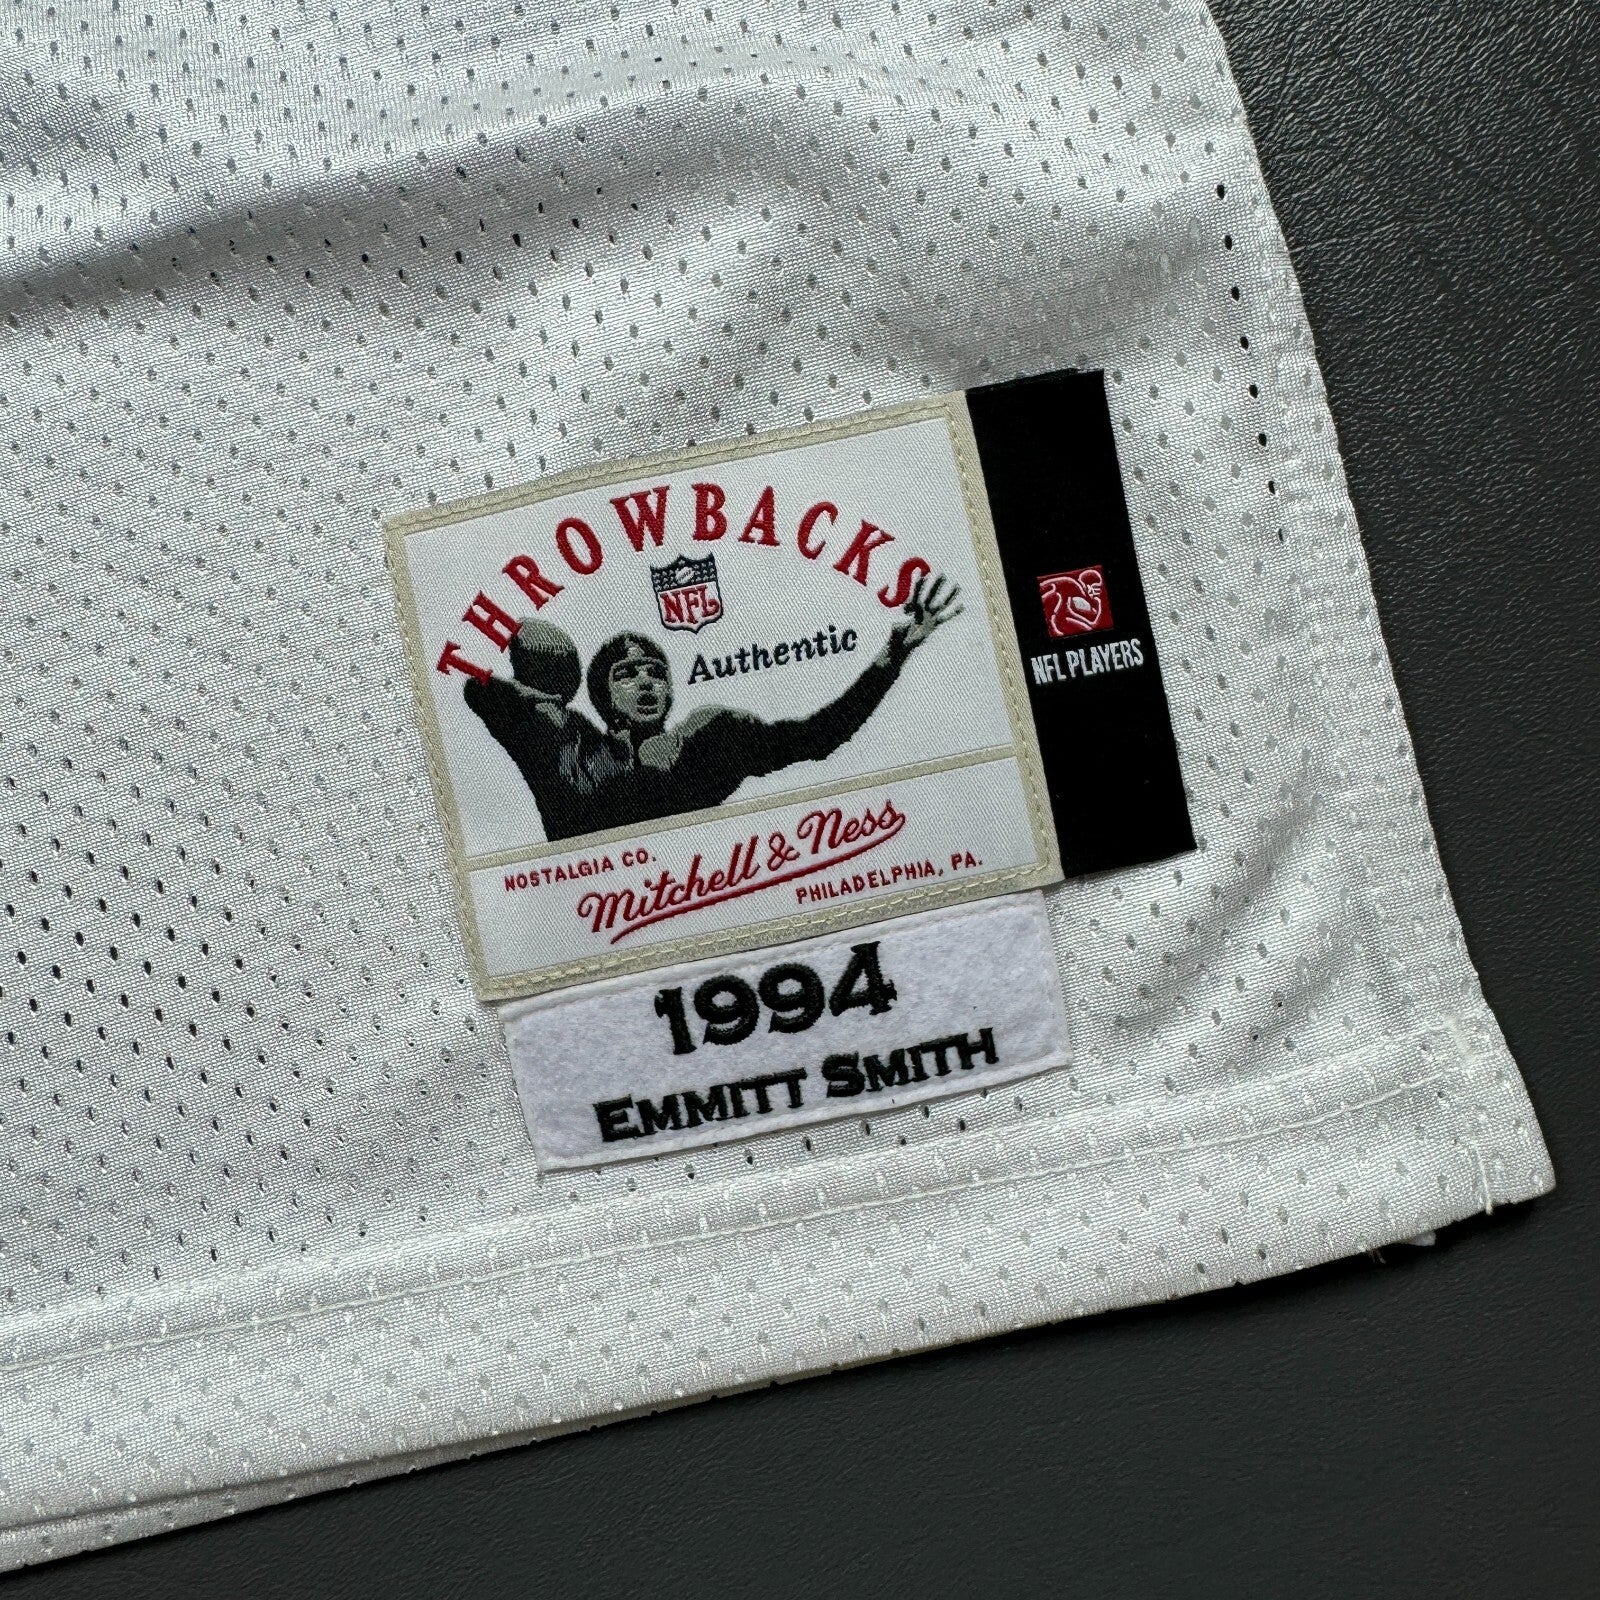 THROWBACKS
NFL
Authentic
NFL PLAYERS
NOSTALGIA CO.
Mitchell & Ness
PHILADELPHIA, PA.
1994
EMMITT SMITH